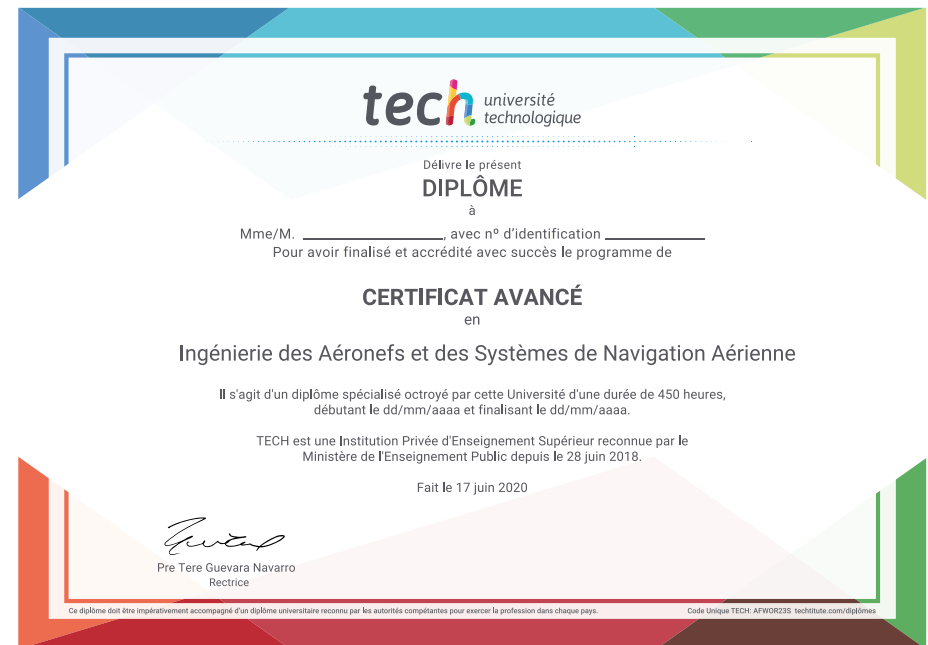 tech université
technologique
Délivre le présent
DIPLÔME
à
Mme/M. ____________, avec nº d'identification ____________
Pour avoir finalisé et accrédité avec succès le programme de
CERTIFICAT AVANCÉ
en
Ingénierie des Aéronefs et des Systèmes de Navigation Aérienne
Il s'agit d'un diplôme spécialisé octroyé par cette Université d'une durée de 450 heures,
débutant le dd/mm/aaaa et finalisant le dd/mm/aaaa.
TECH est une Institution Privée d'Enseignement Supérieur reconnue par le
Ministère de l'Enseignement Public depuis le 28 juin 2018.
Fait le 17 juin 2020
Pre Tere Guevara Navarro
Rectrice
Ce diplôme doit être impérativement accompagné d'un diplôme universitaire reconnu par les autorités compétantes pour exercer la profession dans chaque pays.
Code Unique TECH: AFWOR23S techtitute.com/diplômes